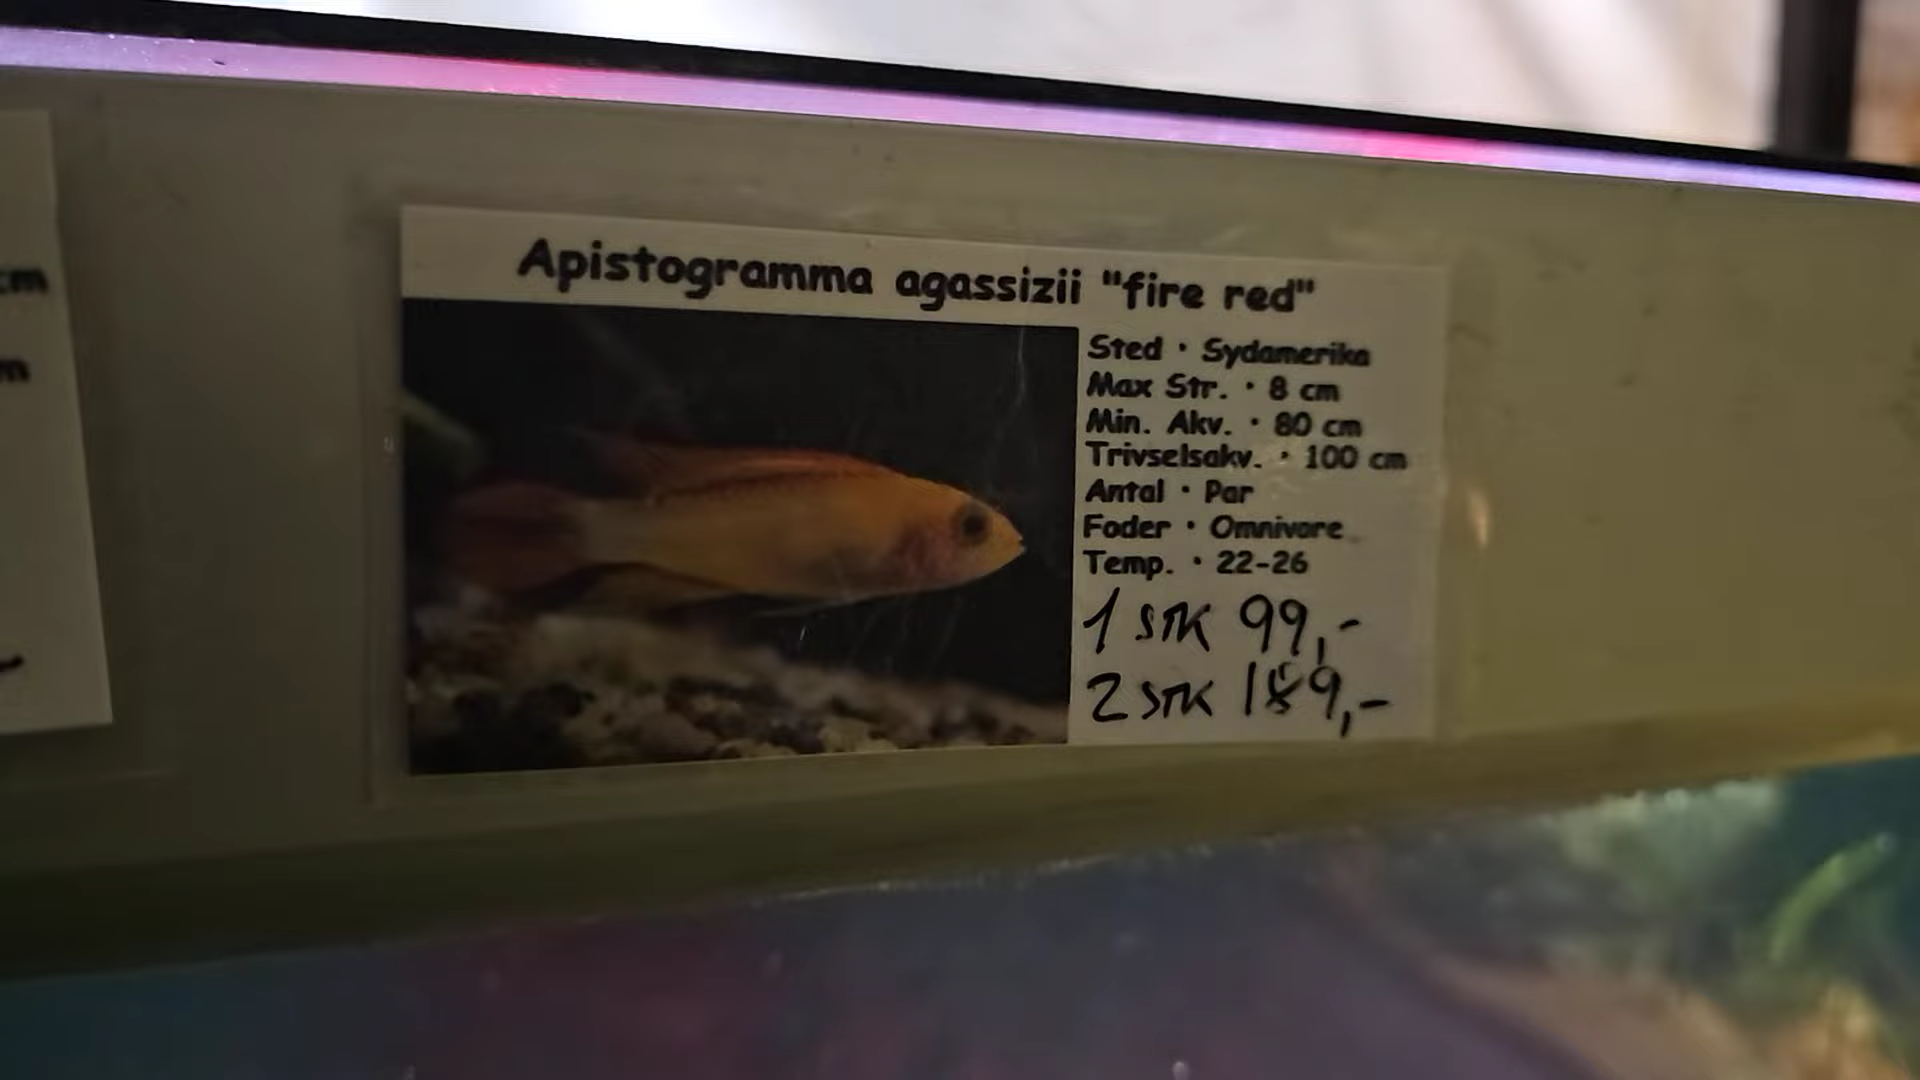 cm
m
Apistogramma agassizii "fire red"
Sted · Sydamerika
Max Str. · 8 cm
Min. Akv. · 80 cm
Trivselsakv. · 100 cm
Antal · Par
Foder · Omnivore
Temp. · 22-26
1 STK 99,-
2 STK 189,-